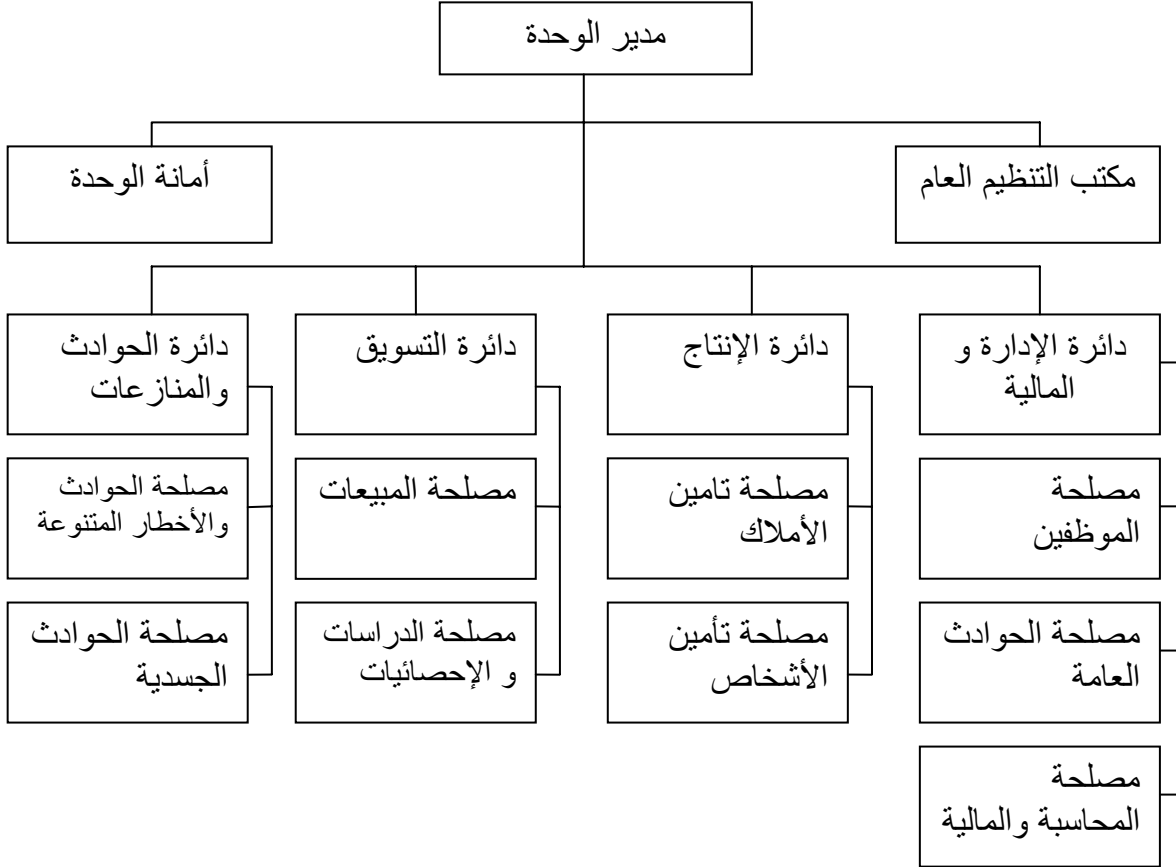 مدير الوحدة
مكتب التنظيم العام
أمانة الوحدة
دائرة الإدارة و
المالية
دائرة الإنتاج
دائرة التسويق
دائرة الحوادث
والمنازعات
مصلحة
الموظفين
مصلحة تامين
الأملاك
مصلحة المبيعات
مصلحة الحوادث
والأخطار المتنوعة
مصلحة الحوادث
العامة
مصلحة تأمين
الأشخاص
مصلحة الدراسات
و الإحصائيات
مصلحة الحوادث
الجسدية
مصلحة
المحاسبة والمالية